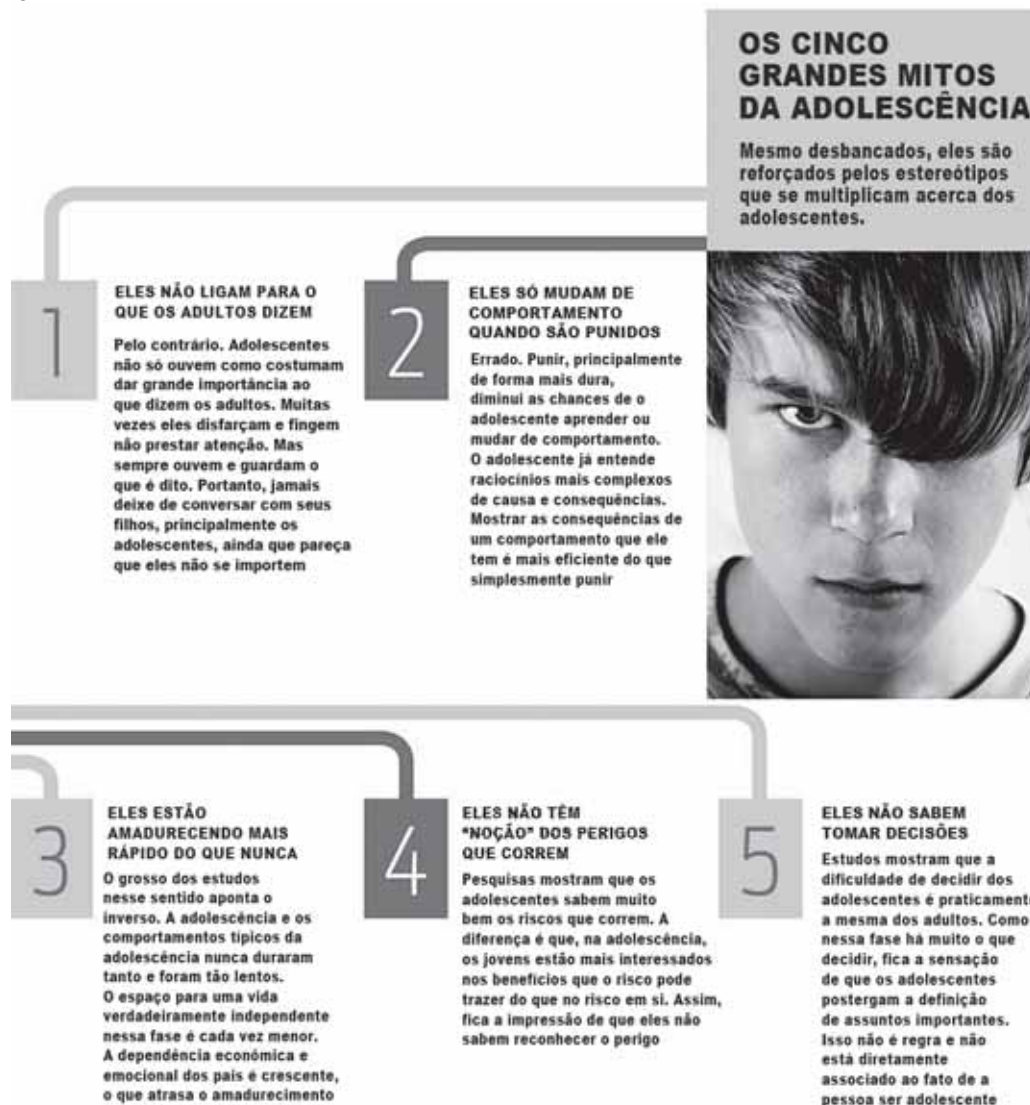 OS CINCO
GRANDES MITOS
DA ADOLESCÊNCIA
Mesmo desbancados, eles são
reforçados pelos estereótipos
que se multiplicam acerca dos
adolescentes.
1
ELES NÃO LIGAM PARA O
QUE OS ADULTOS DIZEM
Pelo contrário. Adolescentes
não só ouvem como costumam
dar grande importância ao
que dizem os adultos. Muitas
vezes eles disfarçam e fingem
não prestar atenção. Mas
sempre ouvem e guardam o
que é dito. Portanto, jamais
deixe de conversar com seus
filhos, principalmente os
adolescentes, ainda que pareça
que eles não se importem
2
ELES SÓ MUDAM DE
COMPORTAMENTO
QUANDO SÃO PUNIDOS
Errado. Punir, principalmente
de forma mais dura,
diminui as chances de o
adolescente aprender ou
mudar de comportamento.
O adolescente já entende
raciocínios mais complexos
de causa e consequências.
Mostrar as consequências de
um comportamento que ele
tem é mais eficiente do que
simplesmente punir
3
ELES ESTÃO
AMADURECENDO MAIS
RÁPIDO DO QUE NUNCA
O grosso dos estudos
nesse sentido aponta o
inverso. A adolescência e os
comportamentos típicos da
adolescência nunca duraram
tanto e foram tão lentos.
O espaço para uma vida
verdadeiramente independente
nessa fase é cada vez menor.
A dependência econômica e
emocional dos pais é crescente,
o que atrasa o amadurecimento
4
ELES NÃO TÊM
"NOÇÃO" DOS PERIGOS
QUE CORREM
Pesquisas mostram que os
adolescentes sabem muito
bem os riscos que correm. A
diferença é que, na adolescência,
os jovens estão mais interessados
nos benefícios que o risco pode
trazer do que no risco em si. Assim,
fica a impressão de que eles não
sabem reconhecer o perigo
5
ELES NÃO SABEM
TOMAR DECISÕES
Estudos mostram que a
dificuldade de decidir dos
adolescentes é praticamente
a mesma dos adultos. Como
nessa fase há muito o que
decidir, fica a sensação
de que os adolescentes
postergam a definição
de assuntos importantes.
Isso não é regra e não
está diretamente
associado ao fato de a
pessoa ser adolescente